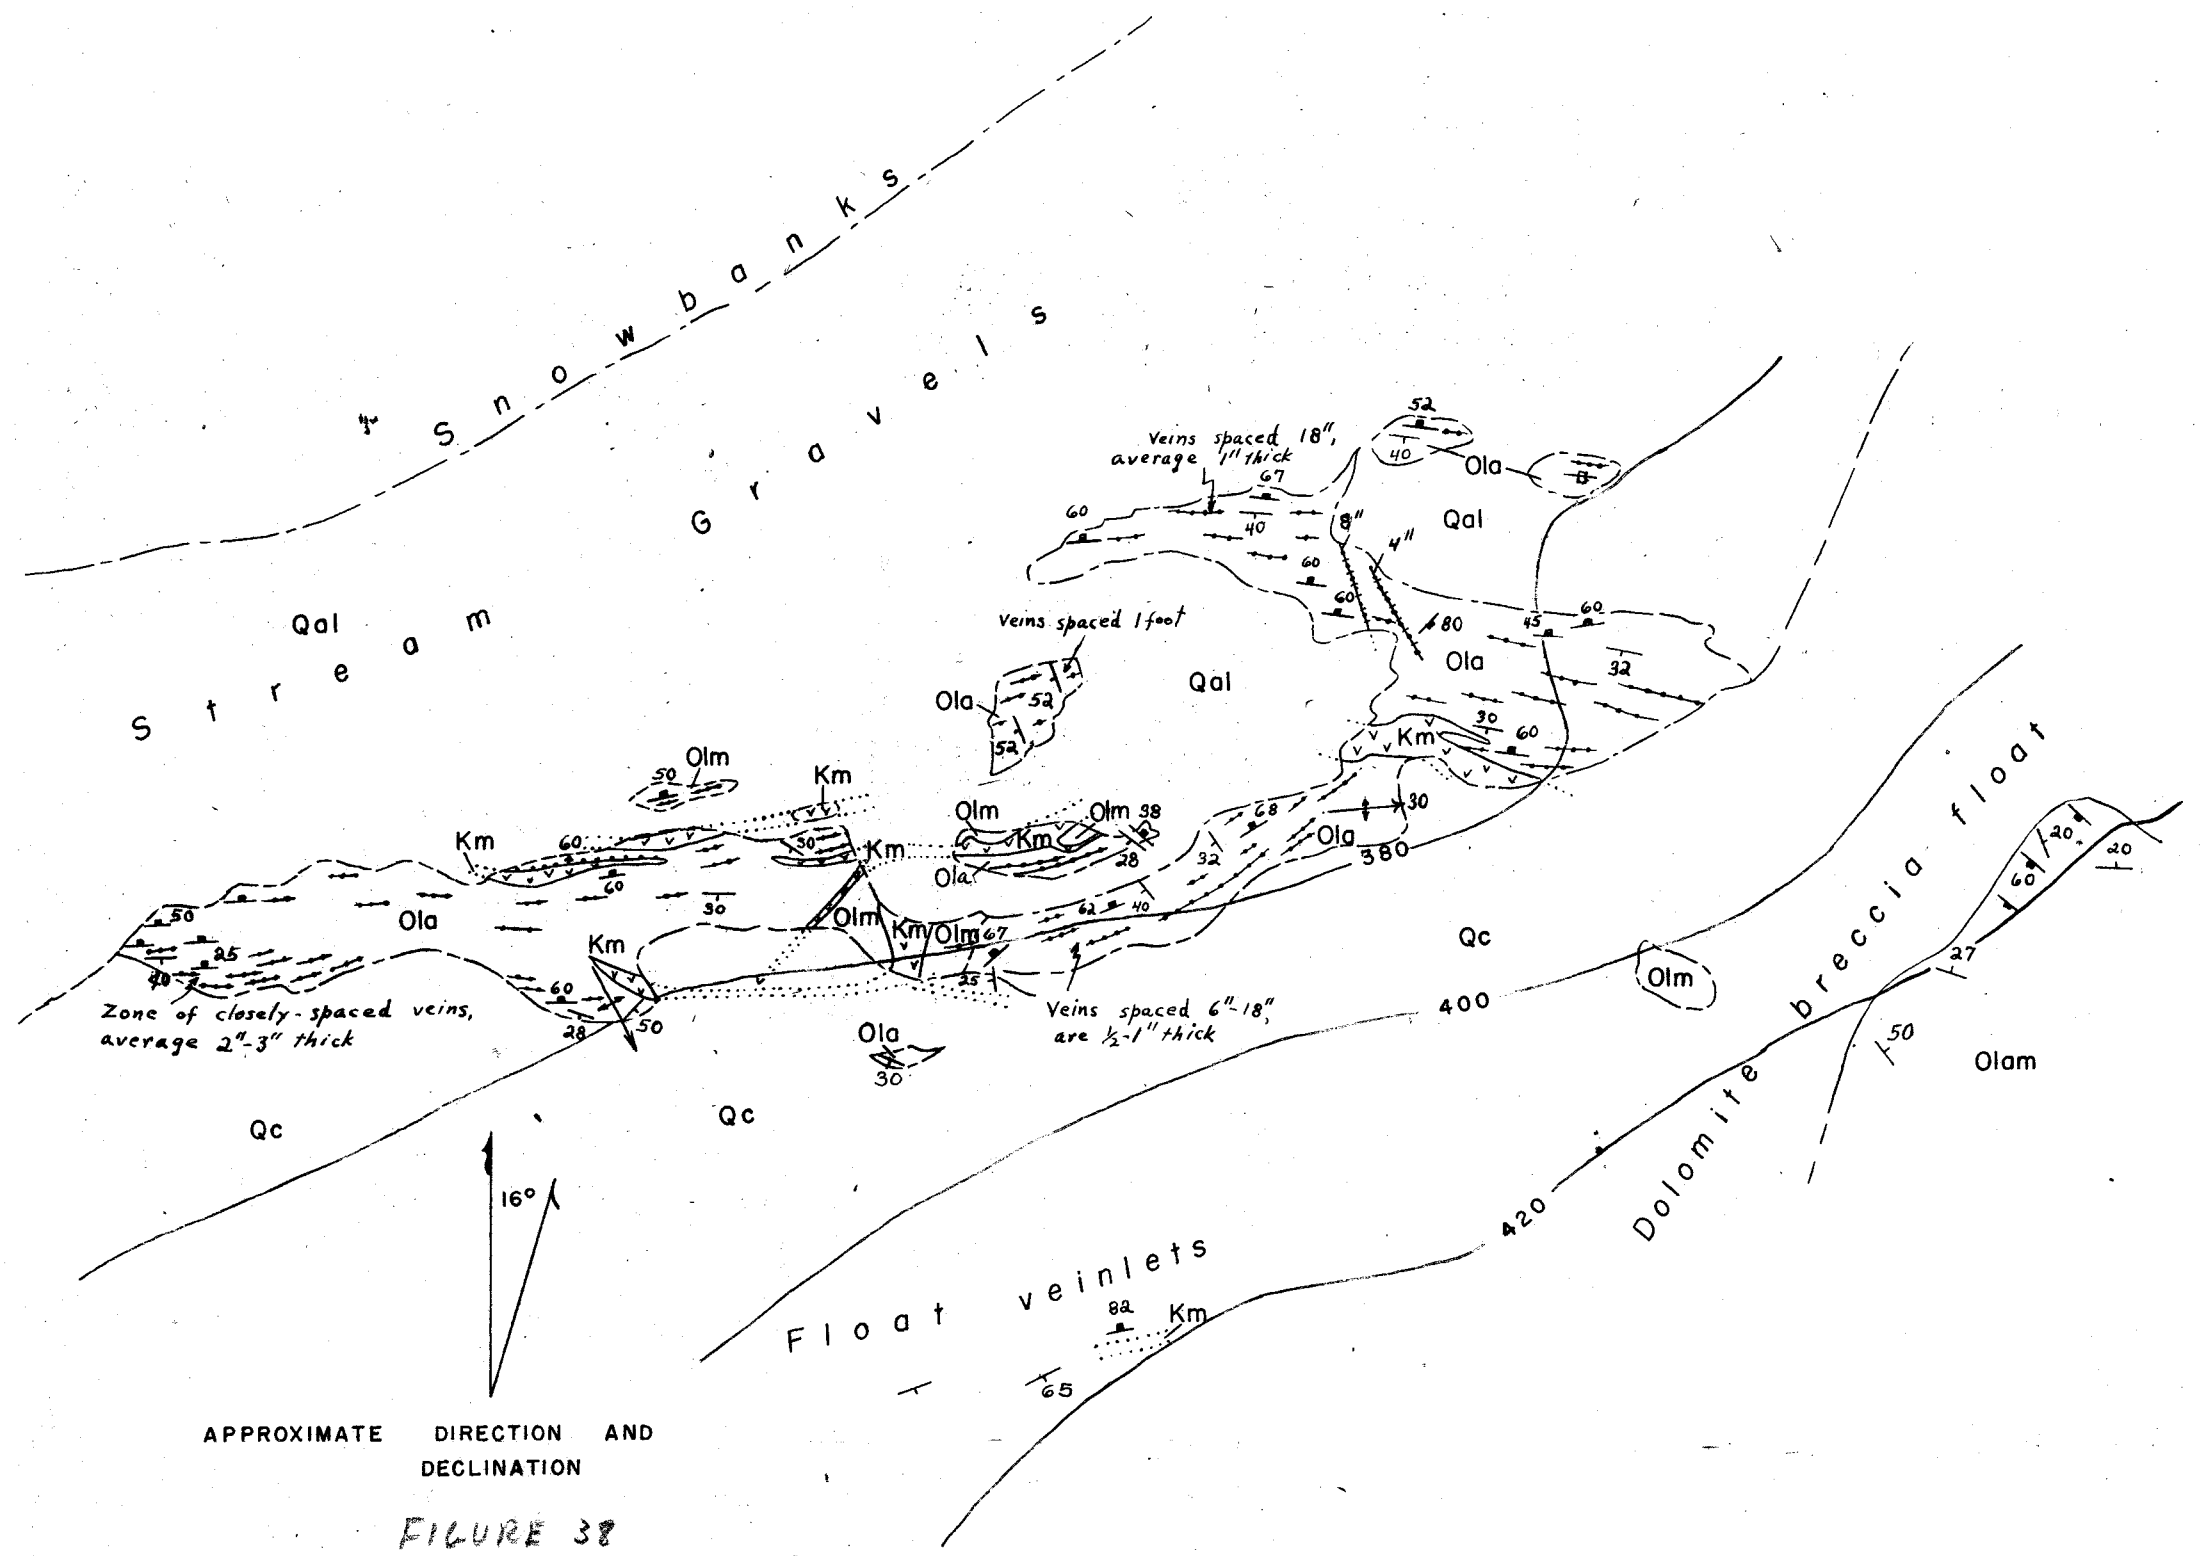 Snowbanks
Stream Gravels
52
40
Ola
Veins spaced 18",
average 1" thick
67
60
40
8"
4"
Qal
60
60
80
45
60
Ola
32
Qal
Veins spaced 1 foot
Ola
52
52
Qal
30
Km
60
Olm
50
Km
Km
60
30
Km
Olm
Km
Olm
38
28
Ola
68
30
Ola
32
380
60
30
Ola
50
25
40
Olm
Km
Olm
67
62
40
25
Km
60
28
50
Zone of closely-spaced veins,
average 2"-3" thick
Veins spaced 6"-18",
are ½-1" thick
Ola
30
Qc
Qc
Qc
400
Olm
20
20
60
27
50
Olam
Dolomite breccia float
420
Float veinlets
82
Km
65
16°
APPROXIMATE DIRECTION AND
DECLINATION
FIGURE 38